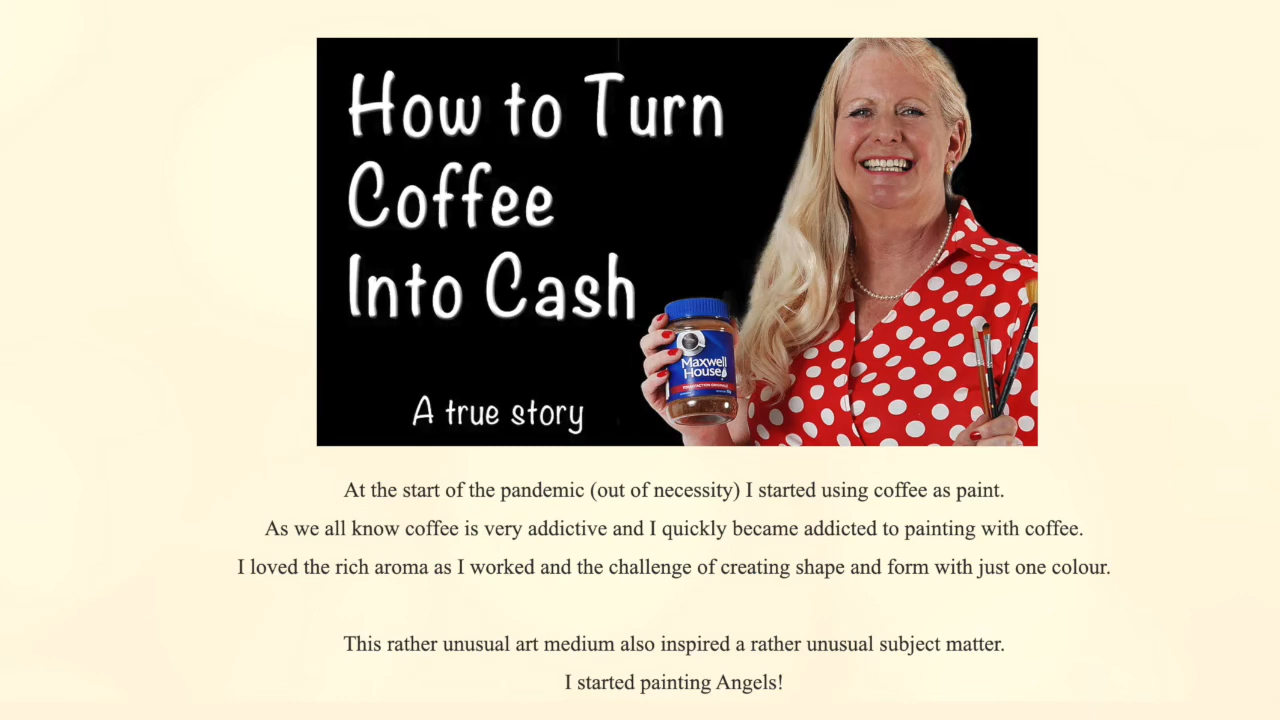 How to Turn
Coffee
Into Cash
A true story
Maxwell
House
At the start of the pandemic (out of necessity) I started using coffee as paint.
As we all know coffee is very addictive and I quickly became addicted to painting with coffee.
I loved the rich aroma as I worked and the challenge of creating shape and form with just one colour.
This rather unusual art medium also inspired a rather unusual subject matter.
I started painting Angels!